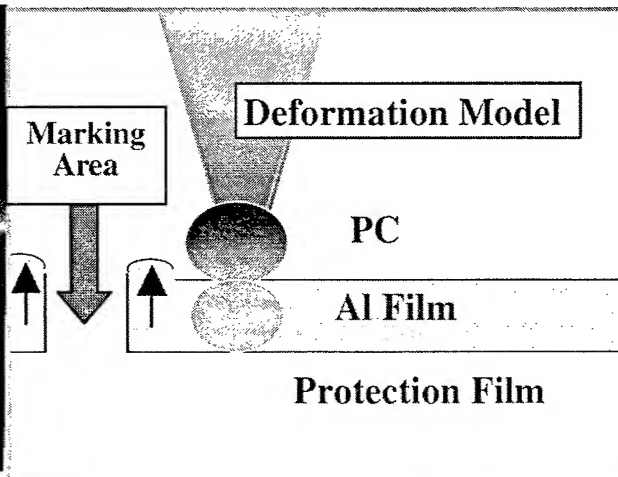 Deformation Model
Marking
Area
PC
Al Film
Protection Film